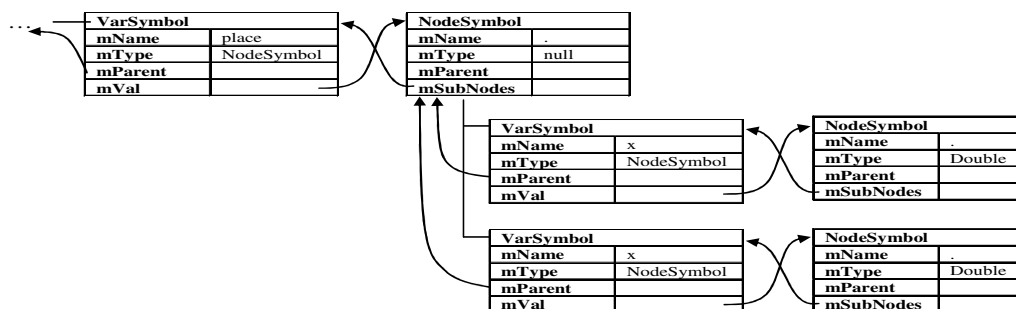 ...
VarSymbol
mName place
mType NodeSymbol
mParent
mVal
NodeSymbol
mName .
mType null
mParent
mSubNodes
VarSymbol
mName x
mType NodeSymbol
mParent
mVal
NodeSymbol
mName .
mType Double
mParent
mSubNodes
VarSymbol
mName x
mType NodeSymbol
mParent
mVal
NodeSymbol
mName .
mType Double
mParent
mSubNodes